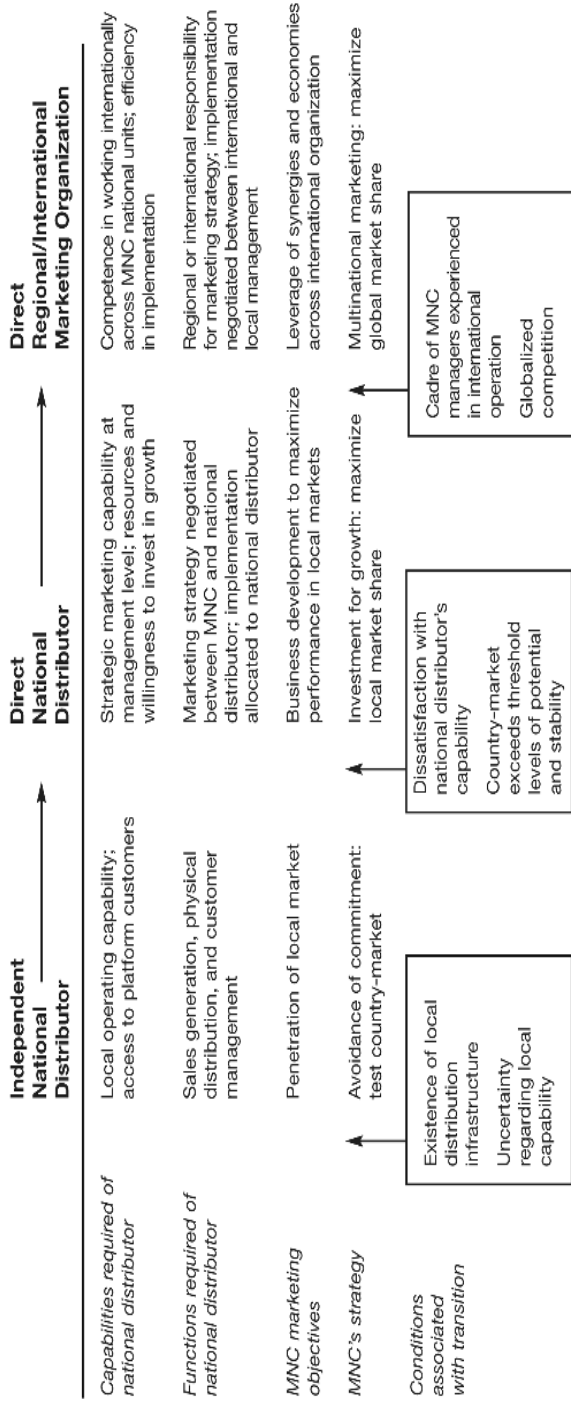 Independent
National
Distributor
Direct
National
Distributor
Direct
Regional/International
Marketing Organization
Capabilities required of
national distributor
Local operating capability;
access to platform customers
Strategic marketing capability at
management level; resources and
willingness to invest in growth
Competence in working internationally
across MNC national units; efficiency
in implementation
Functions required of
national distributor
Sales generation, physical
distribution, and customer
management
Marketing strategy negotiated
between MNC and national
distributor; implementation
allocated to national distributor
Regional or international responsibility
for marketing strategy; implementation
negotiated between international and
local management
MNC marketing
objectives
Penetration of local market
Business development to maximize
performance in local markets
Leverage of synergies and economies
across international organization
MNC's strategy
Avoidance of commitment:
test country-market
Investment for growth: maximize
local market share
Multinational marketing: maximize
global market share
Conditions
associated
with transition
Existence of local
distribution
infrastructure
Uncertainty
regarding local
capability
Dissatisfaction with
national distributor's
capability
Country-market
exceeds threshold
levels of potential
and stability
Cadre of MNC
managers experienced
in international
operation
Globalized
competition